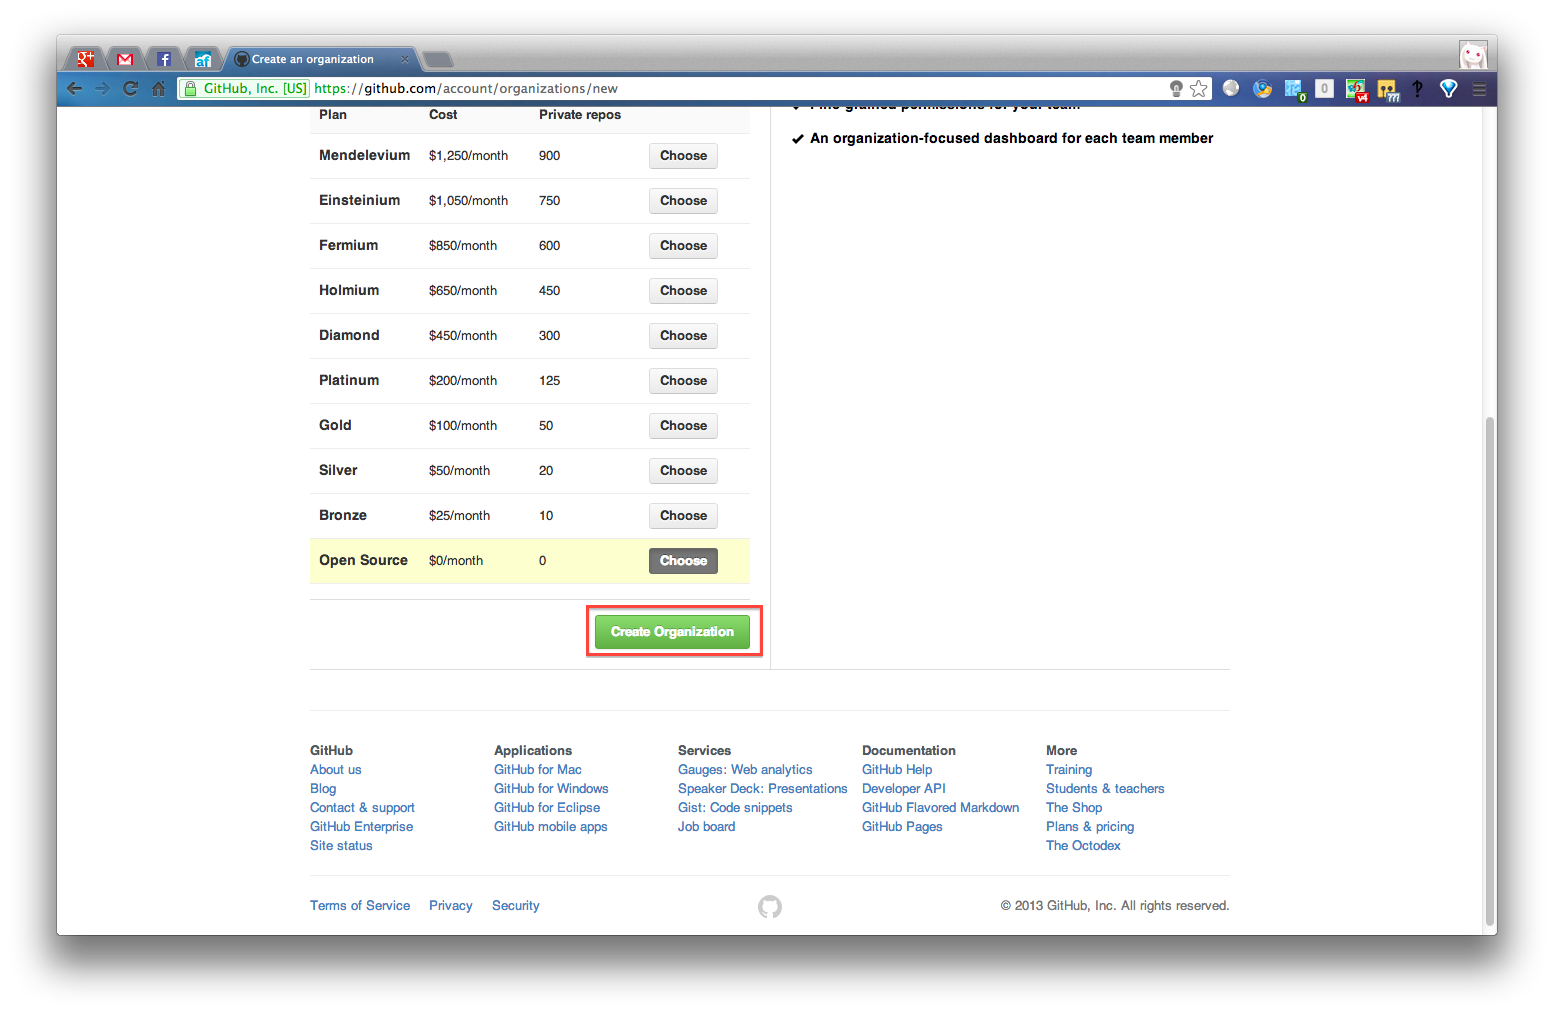 Create an organization
GitHub, Inc. [US] https://github.com/account/organizations/new
Plan Cost Private repos
Mendelevium $1,250/month 900 Choose
Einsteinium $1,050/month 750 Choose
Fermium $850/month 600 Choose
Holmium $650/month 450 Choose
Diamond $450/month 300 Choose
Platinum $200/month 125 Choose
Gold $100/month 50 Choose
Silver $50/month 20 Choose
Bronze $25/month 10 Choose
Open Source $0/month 0 Choose
Create Organization
Fine-grained permissions for your team
An organization-focused dashboard for each team member
GitHub
About us
Blog
Contact & support
GitHub Enterprise
Site status
Applications
GitHub for Mac
GitHub for Windows
GitHub for Eclipse
GitHub mobile apps
Services
Gauges: Web analytics
Speaker Deck: Presentations
Gist: Code snippets
Job board
Documentation
GitHub Help
Developer API
GitHub Flavored Markdown
GitHub Pages
More
Training
Students & teachers
The Shop
Plans & pricing
The Octodex
Terms of Service Privacy Security
© 2013 GitHub, Inc. All rights reserved.